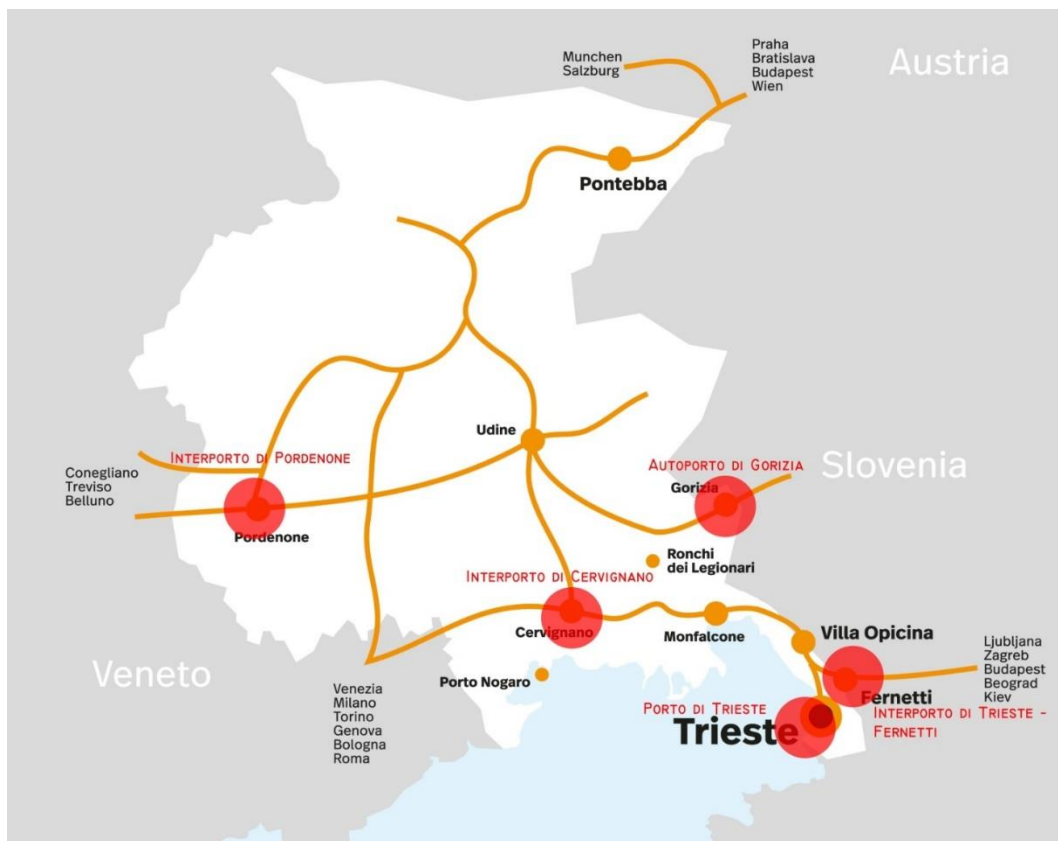 Munchen
Salzburg
Praha
Bratislava
Budapest
Wien
Austria
Pontebba
Udine
Interporto di Pordenone
Conegliano
Treviso
Belluno
Pordenone
Autoporto di Gorizia
Gorizia
Slovenia
Ronchi
dei Legionari
Interporto di Cervignano
Cervignano
Monfalcone
Villa Opicina
Ljubljana
Zagreb
Budapest
Beograd
Kiev
Veneto
Porto Nogaro
Venezia
Milano
Torino
Genova
Bologna
Roma
Fernetti
Porto di Trieste
Trieste
Interporto di Trieste -
Fernetti